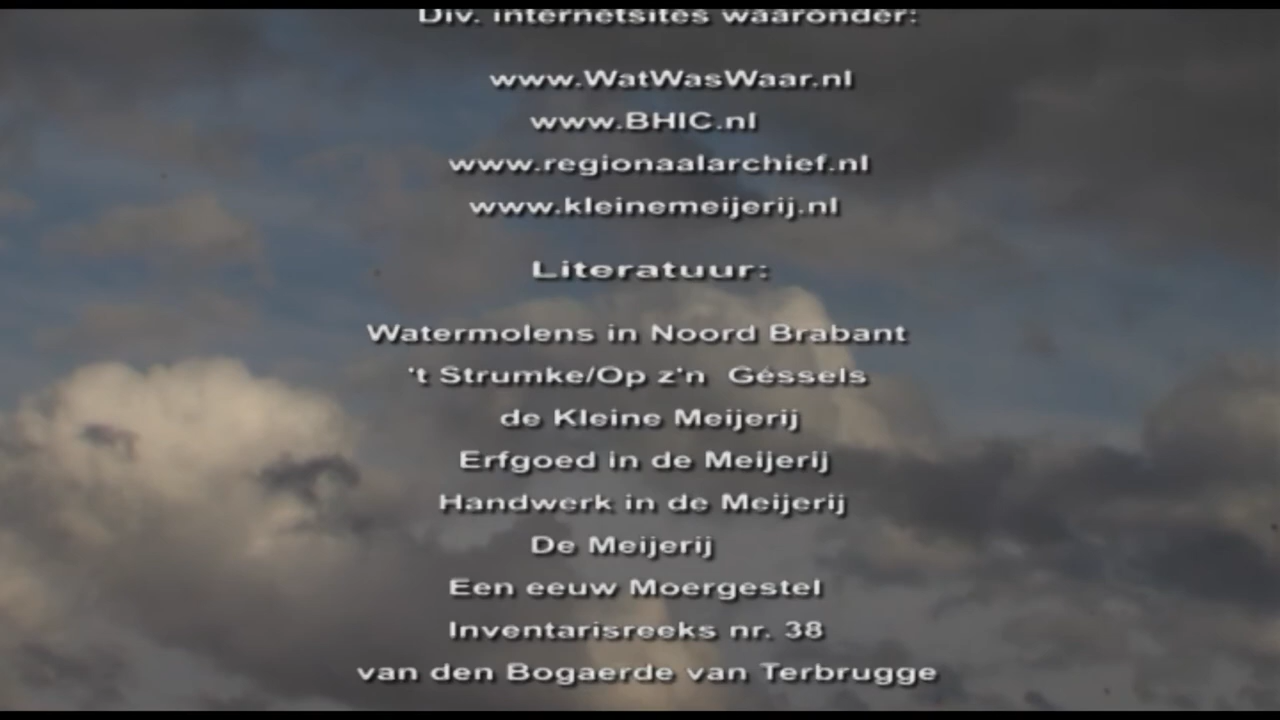 Div. internetsites waaronder:
www.WatWasWaar.nl
www.BHIC.nl
www.regionaalarchief.nl
www.kleinemeijerij.nl
Literatuur:
Watermolens in Noord Brabant
't Strumke/Op z'n Géssels
de Kleine Meijerij
Erfgoed in de Meijerij
Handwerk in de Meijerij
De Meijerij
Een eeuw Moergestel
Inventarisreeks nr. 38
van den Bogaerde van Terbrugge